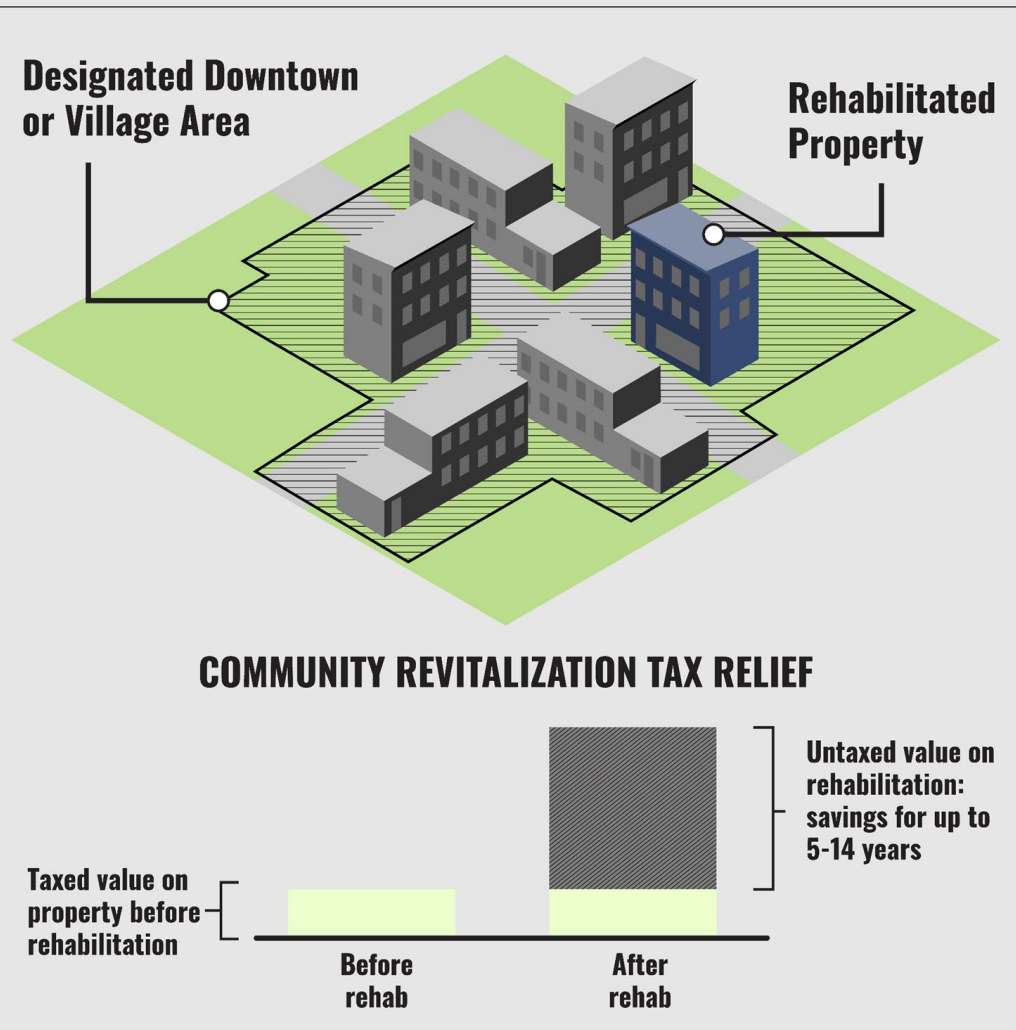 Designated Downtown
or Village Area
Rehabilitated
Property
COMMUNITY REVITALIZATION TAX RELIEF
Untaxed value on
rehabilitation:
savings for up to
5-14 years
Taxed value on
property before
rehabilitation
Before
rehab
After
rehab